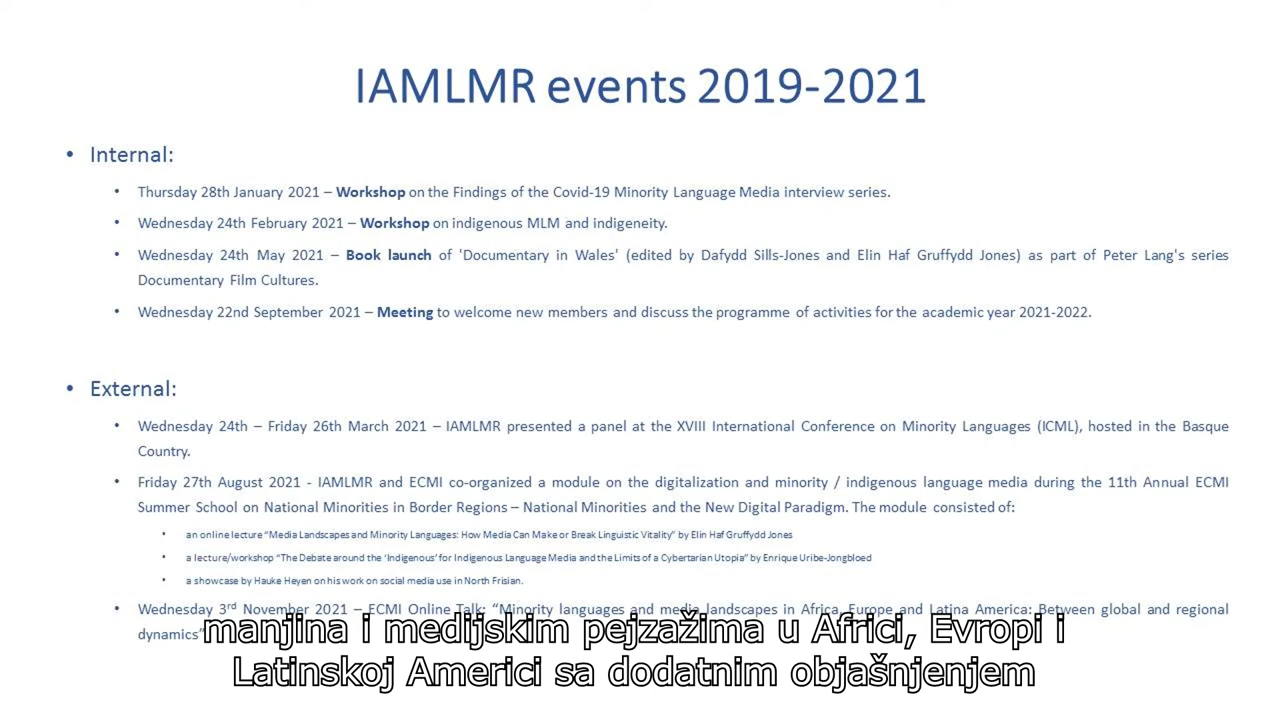 IAMLMR events 2019-2021
• Internal:
• Thursday 28th January 2021 – Workshop on the Findings of the Covid-19 Minority Language Media interview series.
• Wednesday 24th February 2021 – Workshop on indigenous MLM and indigeneity.
• Wednesday 24th May 2021 – Book launch of 'Documentary in Wales' (edited by Dafydd Sills-Jones and Elin Haf Gruffydd Jones) as part of Peter Lang's series
Documentary Film Cultures.
• Wednesday 22nd September 2021 – Meeting to welcome new members and discuss the programme of activities for the academic year 2021-2022.
• External:
• Wednesday 24th – Friday 26th March 2021 – IAMLMR presented a panel at the XVIII International Conference on Minority Languages (ICML), hosted in the Basque
Country.
• Friday 27th August 2021 - IAMLMR and ECMI co-organized a module on the digitalization and minority / indigenous language media during the 11th Annual ECMI
Summer School on National Minorities in Border Regions – National Minorities and the New Digital Paradigm. The module consisted of:
• an online lecture “Media Landscapes and Minority Languages: How Media Can Make or Break Linguistic Vitality” by Elin Haf Gruffydd Jones
• a lecture/workshop “The Debate around the ‘Indigenous’ for Indigenous Language Media and the Limits of a Cybertarian Utopia” by Enrique Uribe-Jongbloed
• a showcase by Hauke Heyen on his work on social media use in North Frisian.
• Wednesday 3rd November 2021 – ECMI Online Talk: “Minority languages and media landscapes in Africa, Europe and Latina America: Between global and regional
dynamics”
manjina i medijskim pejzažima u Africi, Evropi i
Latinskoj Americi sa dodatnim objašnjenjem